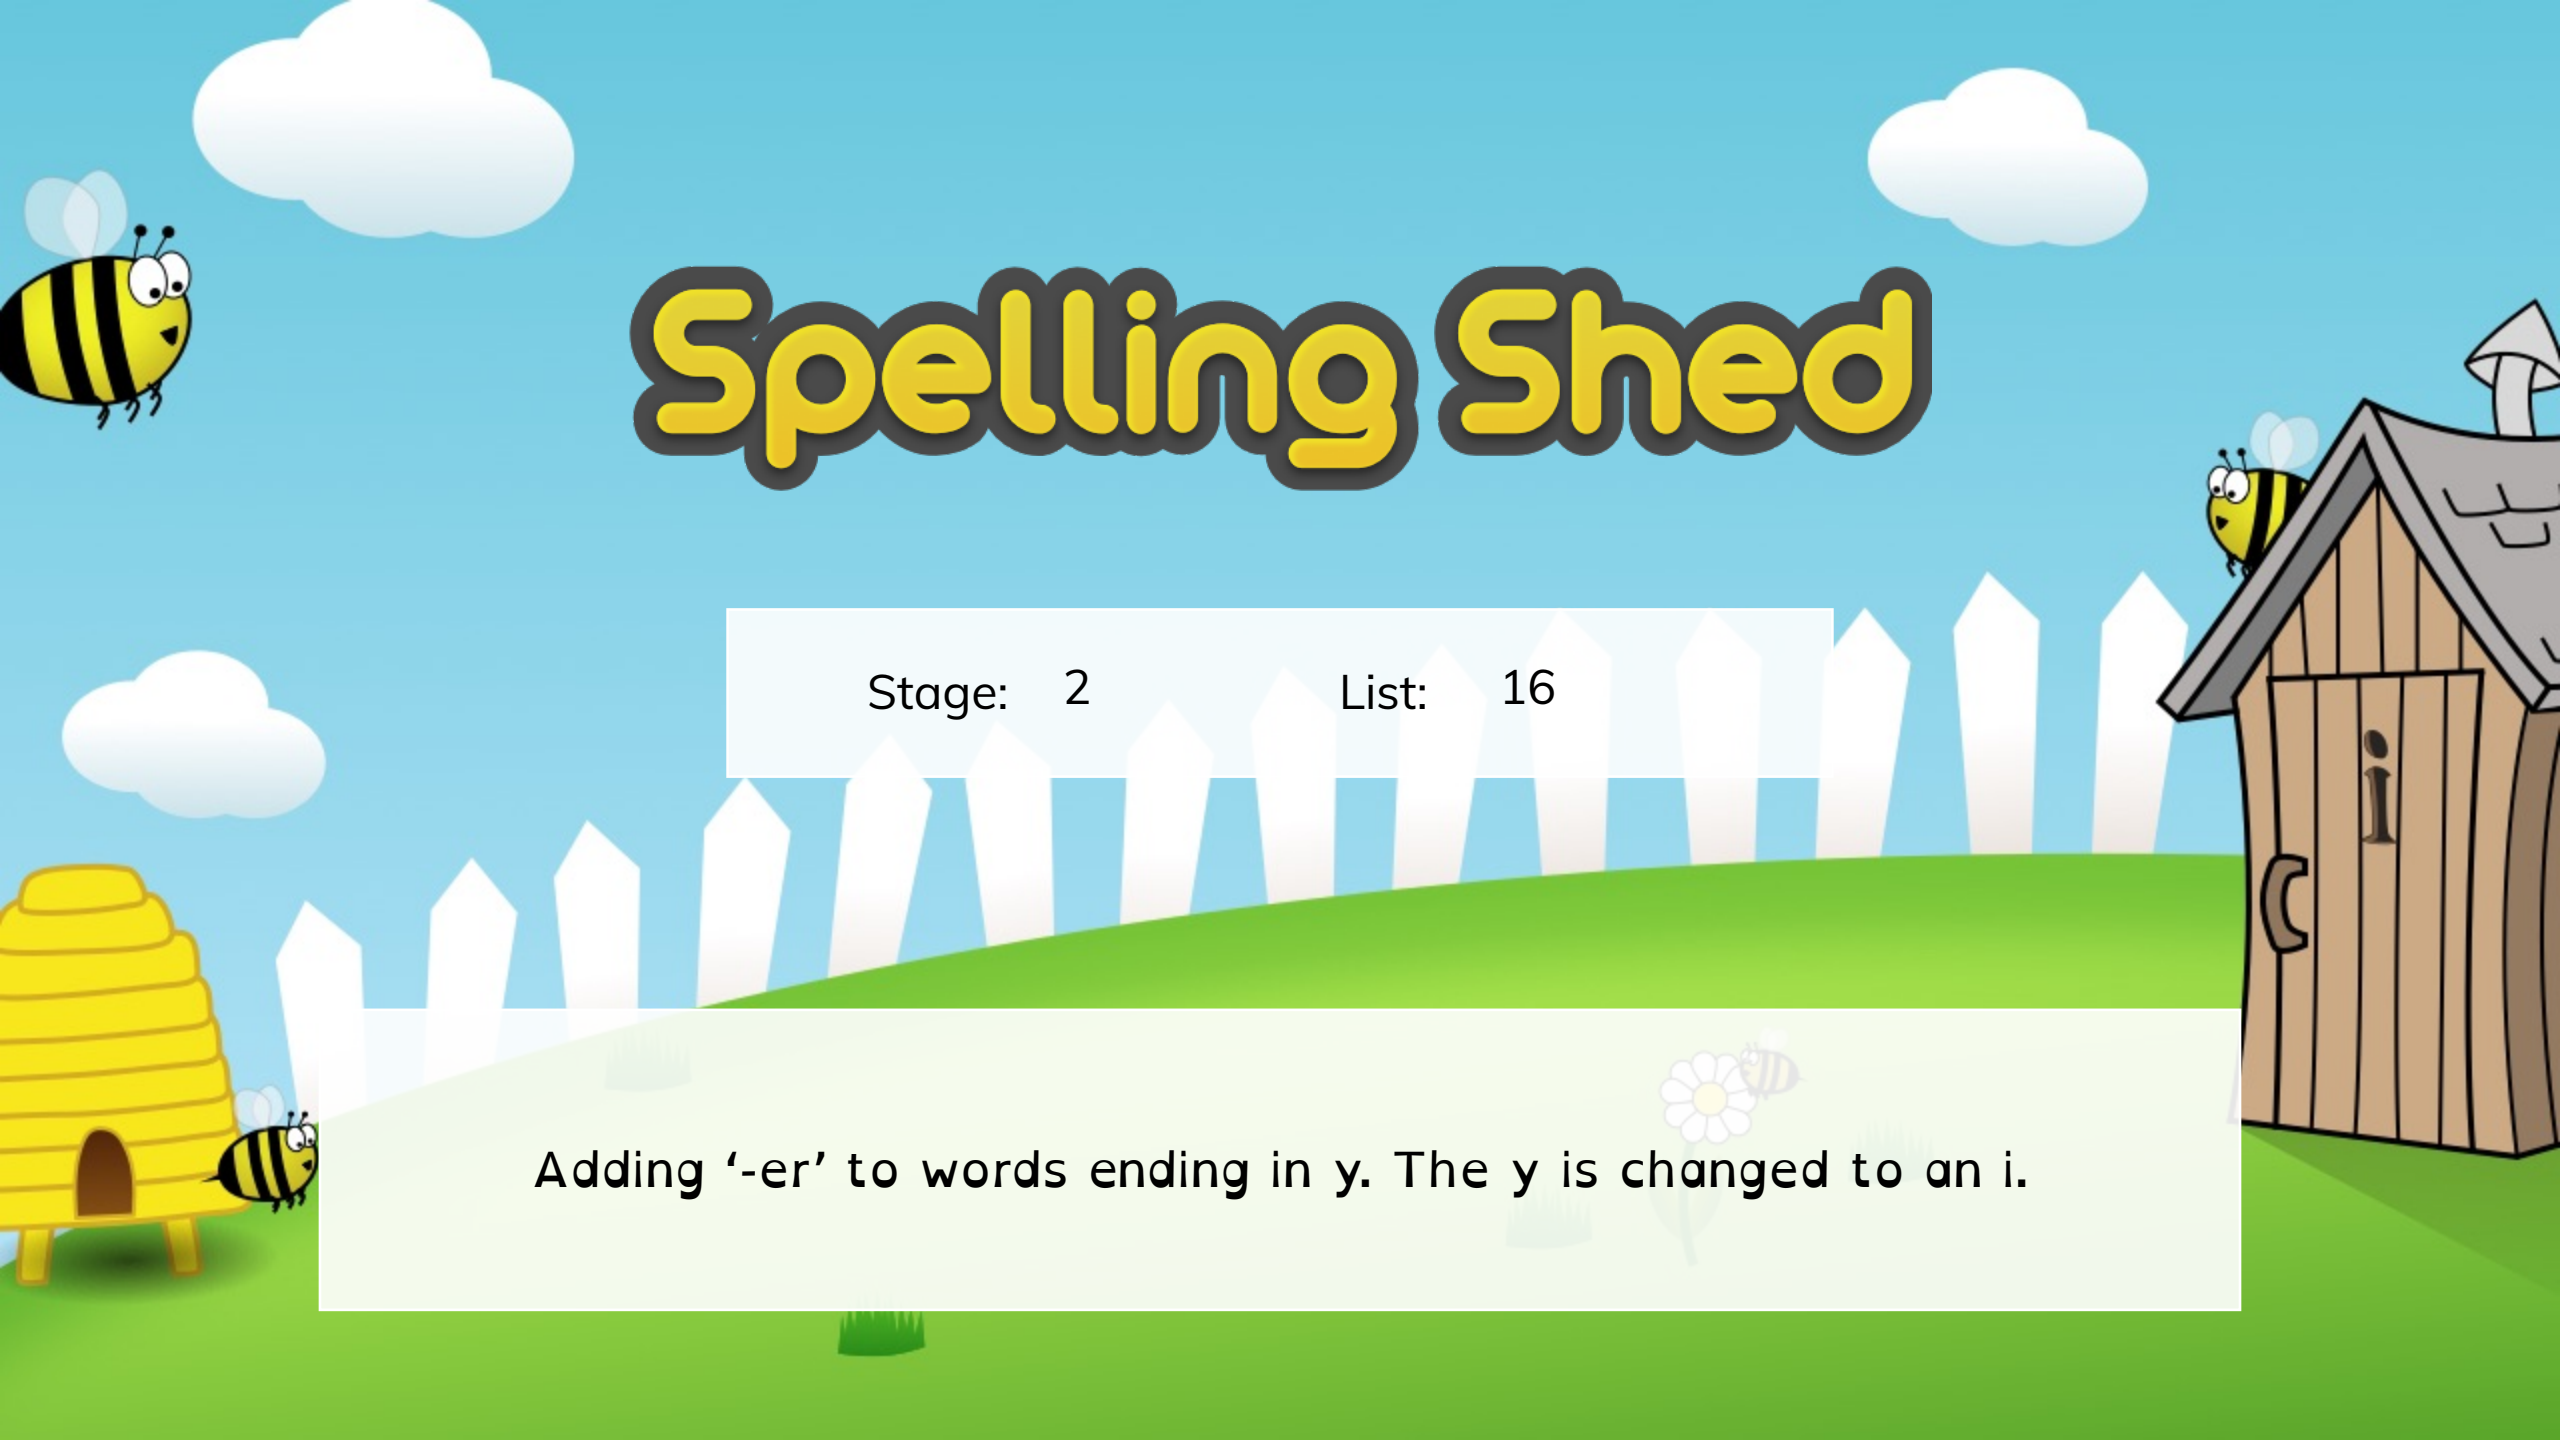 Spelling Shed
Stage: 2 List: 16
Adding ‘-er’ to words ending in y. The y is changed to an i.